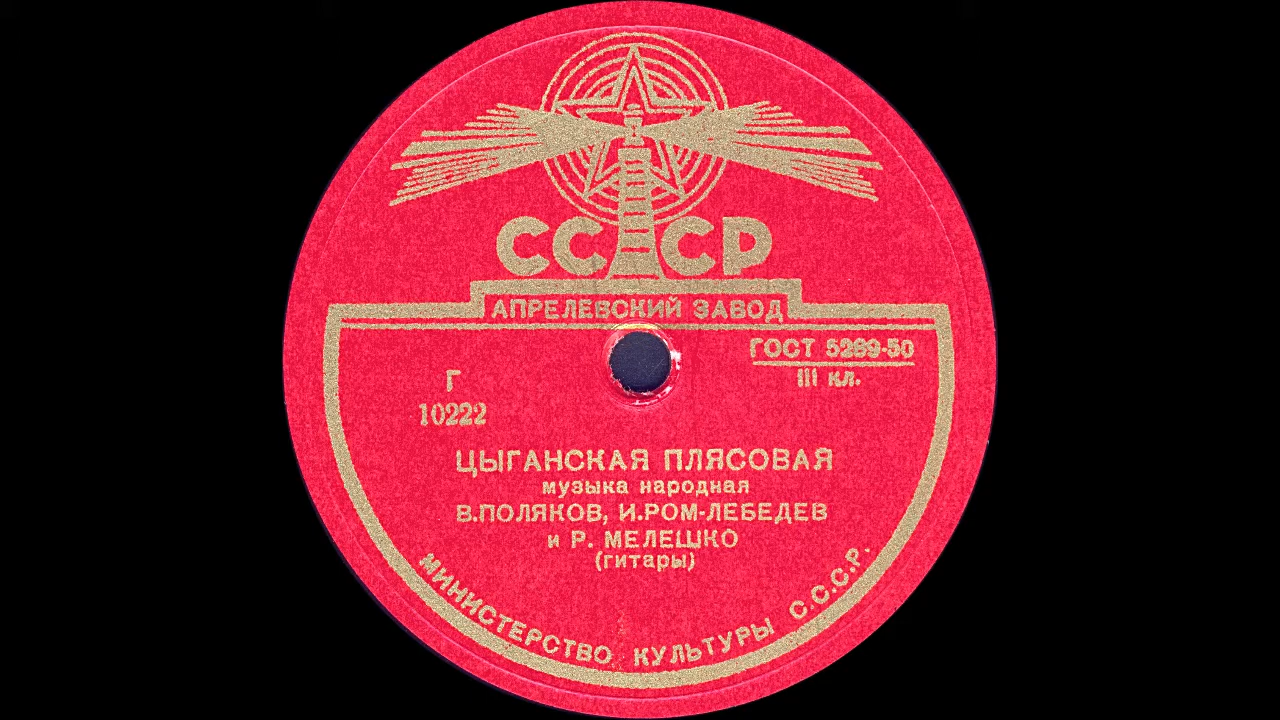 СССР
АПРЕЛЕВСКИЙ ЗАВОД
ГОСТ 5289-50
III кл.
Г
10222
ЦЫГАНСКАЯ ПЛЯСОВАЯ
музыка народная
В.ПОЛЯКОВ, И.РОМ-ЛЕБЕДЕВ
и Р. МЕЛЕШКО
(гитары)
МИНИСТЕРСТВО КУЛЬТУРЫ С.С.С.Р.